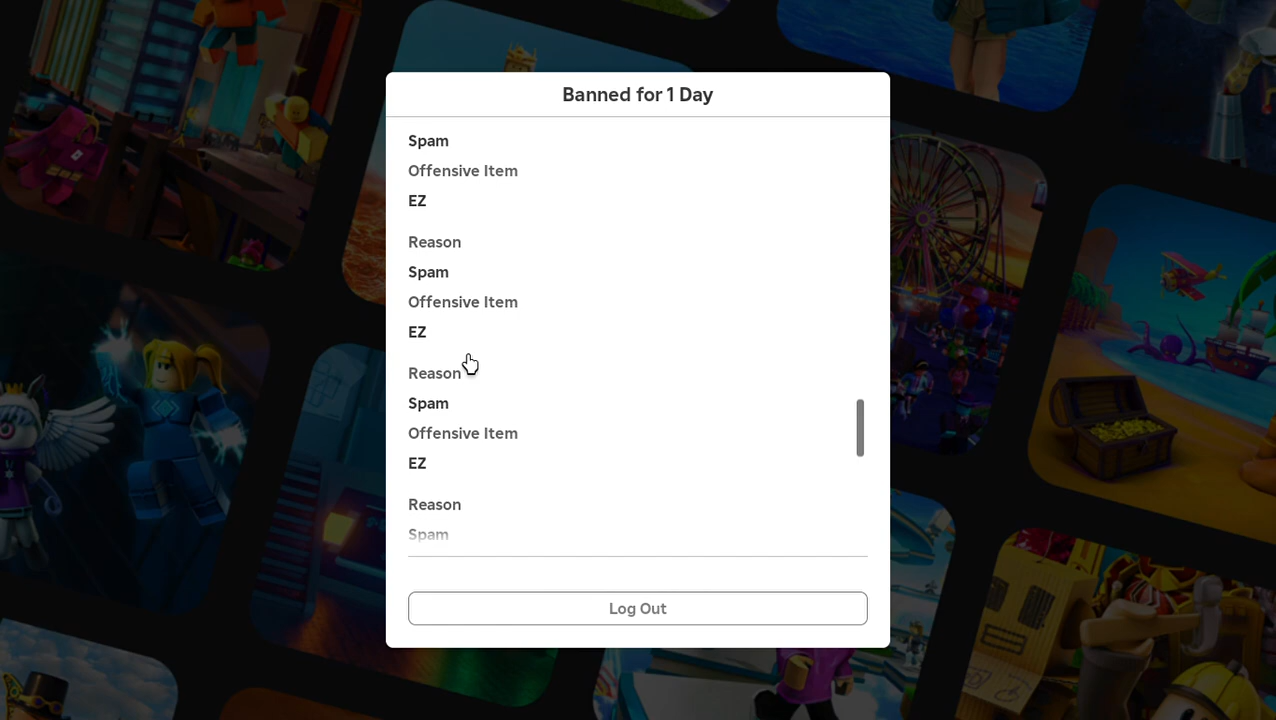 Banned for 1 Day
Spam
Offensive Item
EZ
Reason
Spam
Offensive Item
EZ
Reason
Spam
Offensive Item
EZ
Reason
Spam
Log Out